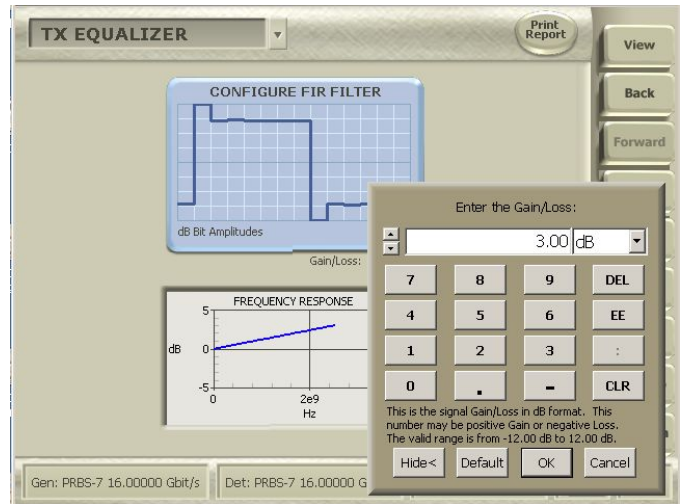 TX EQUALIZER
Print
Report
View
Back
Forward
CONFIGURE FIR FILTER
dB Bit Amplitudes
Gain/Loss:
FREQUENCY RESPONSE
5
dB
0
-5
0
2e9
Hz
Enter the Gain/Loss:
3.00 dB
7 8 9 DEL
4 5 6 EE
1 2 3 :
0 . - CLR
This is the signal Gain/Loss in dB format. This
number may be positive Gain or negative Loss.
The valid range is from -12.00 dB to 12.00 dB.
Hide< Default OK Cancel
Gen: PRBS-7 16.00000 Gbit/s
Det: PRBS-7 16.00000 G